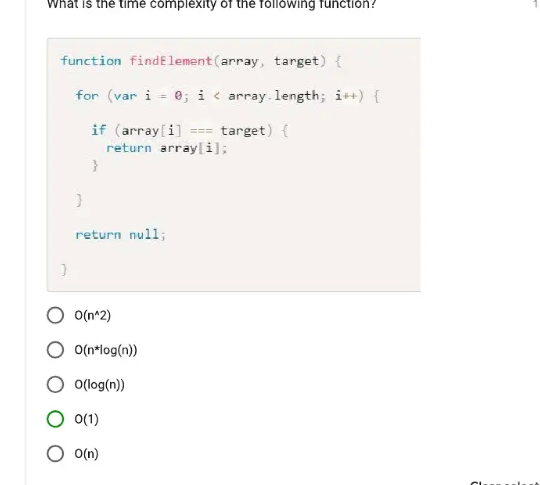 What is the time complexity of the following function?
1
function findElement(array, target) {
for (var i = 0; i < array.length; i++) {
if (array[i] === target) {
return array[i];
}
}
return null;
}
O(n^2)
O(n*log(n))
O(log(n))
O(1)
O(n)